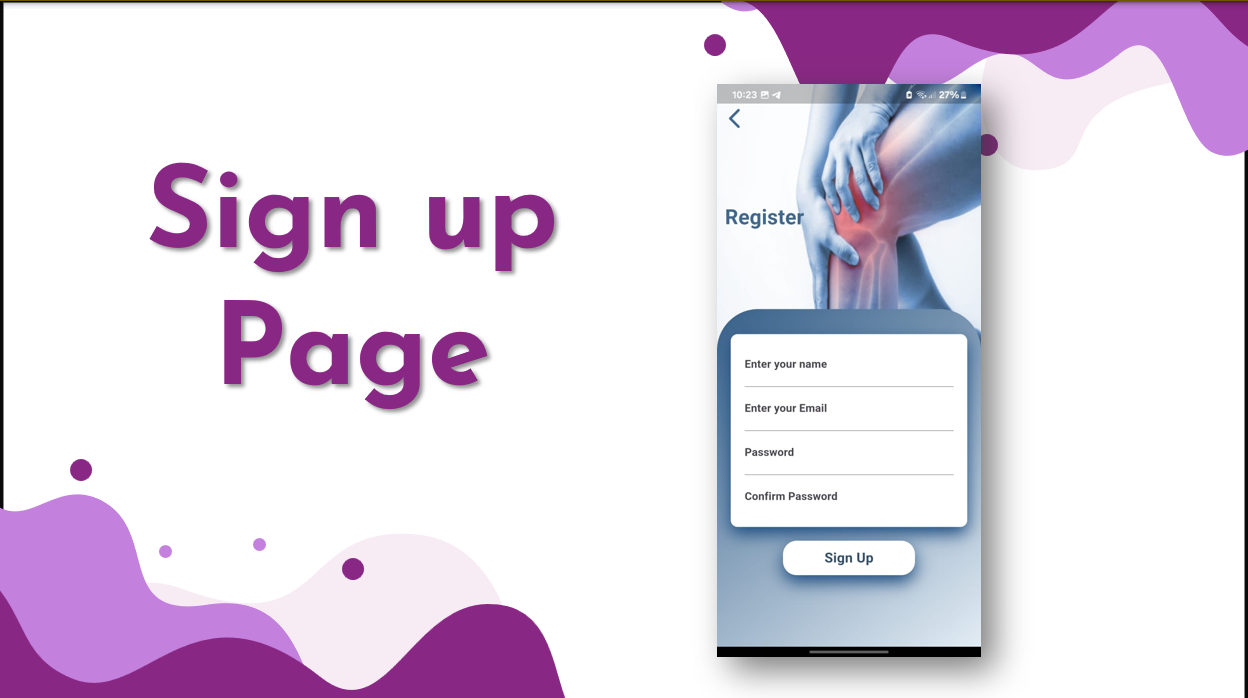 Sign up
Page
10:23
27%
Register
Enter your name
Enter your Email
Password
Confirm Password
Sign Up